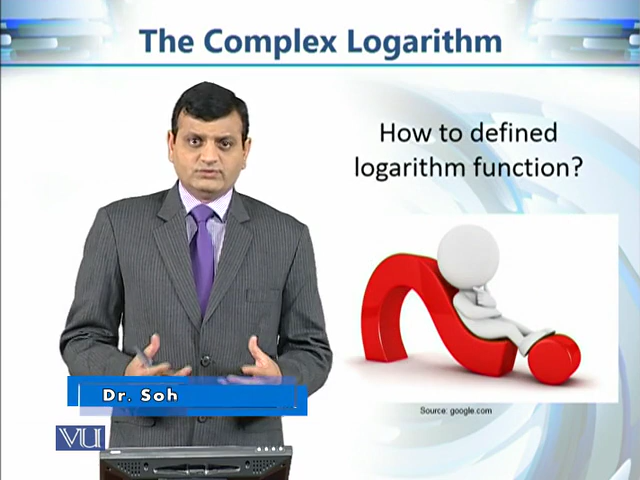 The Complex Logarithm
How to defined
logarithm function?
Source: google.com
Dr. Soh
VU